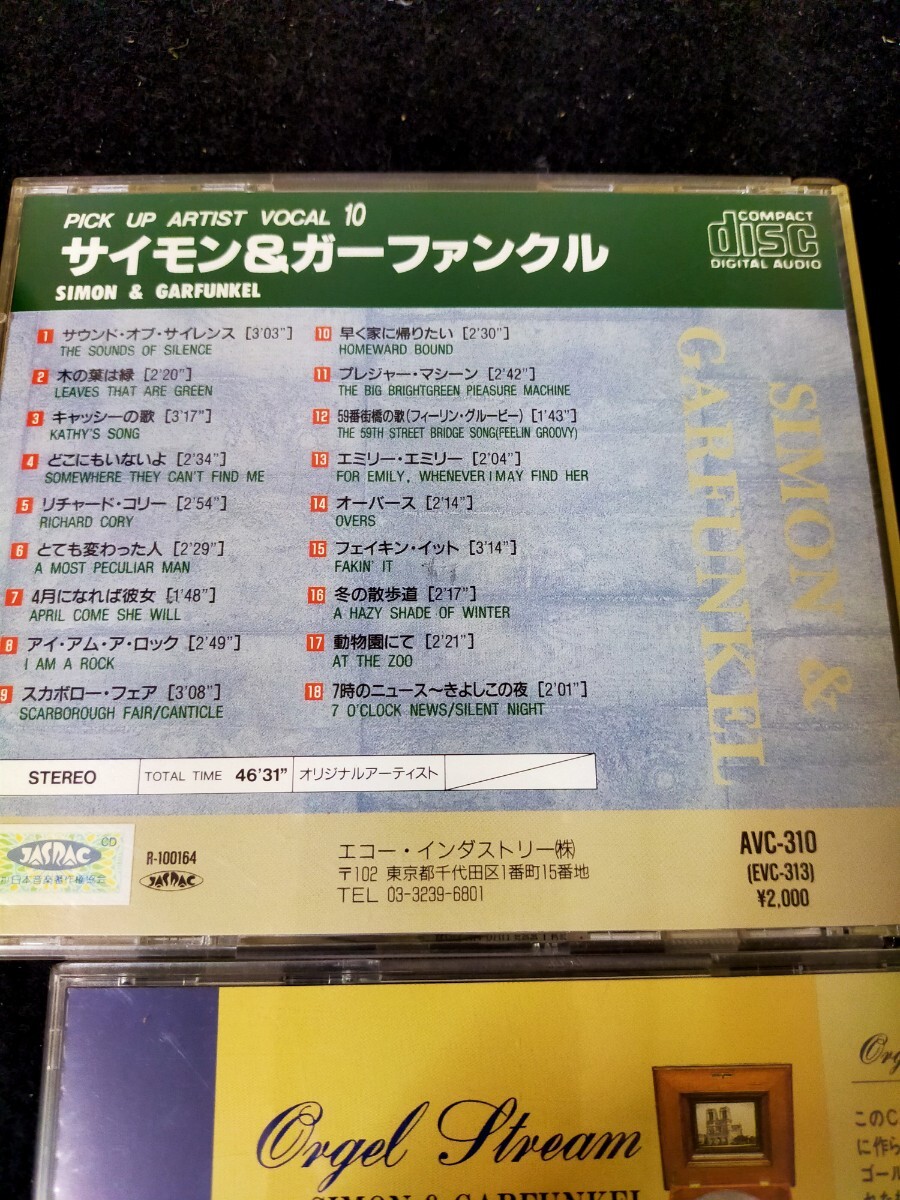 PICK UP ARTIST VOCAL 10
サイモン&ガーファンクル
SIMON & GARFUNKEL
COMPACT
disc
DIGITAL AUDIO
1 サウンド・オブ・サイレンス [3'03"]
THE SOUNDS OF SILENCE
2 木の葉は緑 [2'20"]
LEAVES THAT ARE GREEN
3 キャッシーの歌 [3'17"]
KATHY'S SONG
4 どこにもいないよ [2'34"]
SOMEWHERE THEY CAN'T FIND ME
5 リチャード・コリー [2'54"]
RICHARD CORY
6 とても変わった人 [2'29"]
A MOST PECULIAR MAN
7 4月になれば彼女 [1'48"]
APRIL COME SHE WILL
8 アイ・アム・ア・ロック [2'49"]
I AM A ROCK
9 スカボロー・フェア [3'08"]
SCARBOROUGH FAIR/CANTICLE
10 早く家に帰りたい [2'30"]
HOMEWARD BOUND
11 プレジャー・マシーン [2'42"]
THE BIG BRIGHTGREEN PIEASURE MACHINE
12 59番街橋の歌(フィーリン・グルービー) [1'43"]
THE 59TH STREET BRIDGE SONG(FEELIN GROOVY)
13 エミリー・エミリー [2'04"]
FOR EMILY, WHENEVER I MAY FIND HER
14 オーバース [2'14"]
OVERS
15 フェイキン・イット [3'14"]
FAKIN' IT
16 冬の散歩道 [2'17"]
A HAZY SHADE OF WINTER
17 動物園にて [2'21"]
AT THE ZOO
18 7時のニュース〜きよしこの夜 [2'01"]
7 O'CLOCK NEWS/SILENT NIGHT
SIMON &
GARFUNKEL
STEREO
TOTAL TIME 46'31"
オリジナルアーティスト
CD
JASRAC
R-100164
JASRAC
エコー・インダストリー㈱
〒102 東京都千代田区1番町15番地
TEL 03-3239-6801
AVC-310
(EVC-313)
¥2,000
Orgel Stream
SIMON & GARFUNKEL
このC
に作ら
ゴール